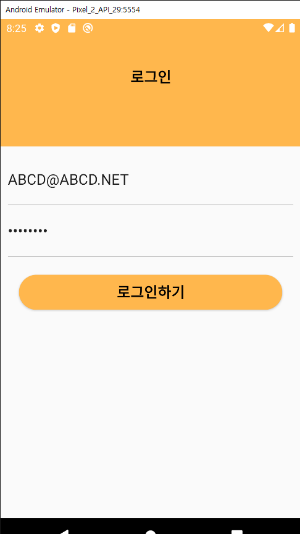 Android Emulator - Pixel_2_API_29:5554
8:25
로그인
ABCD@ABCD.NET
••••••••
로그인하기